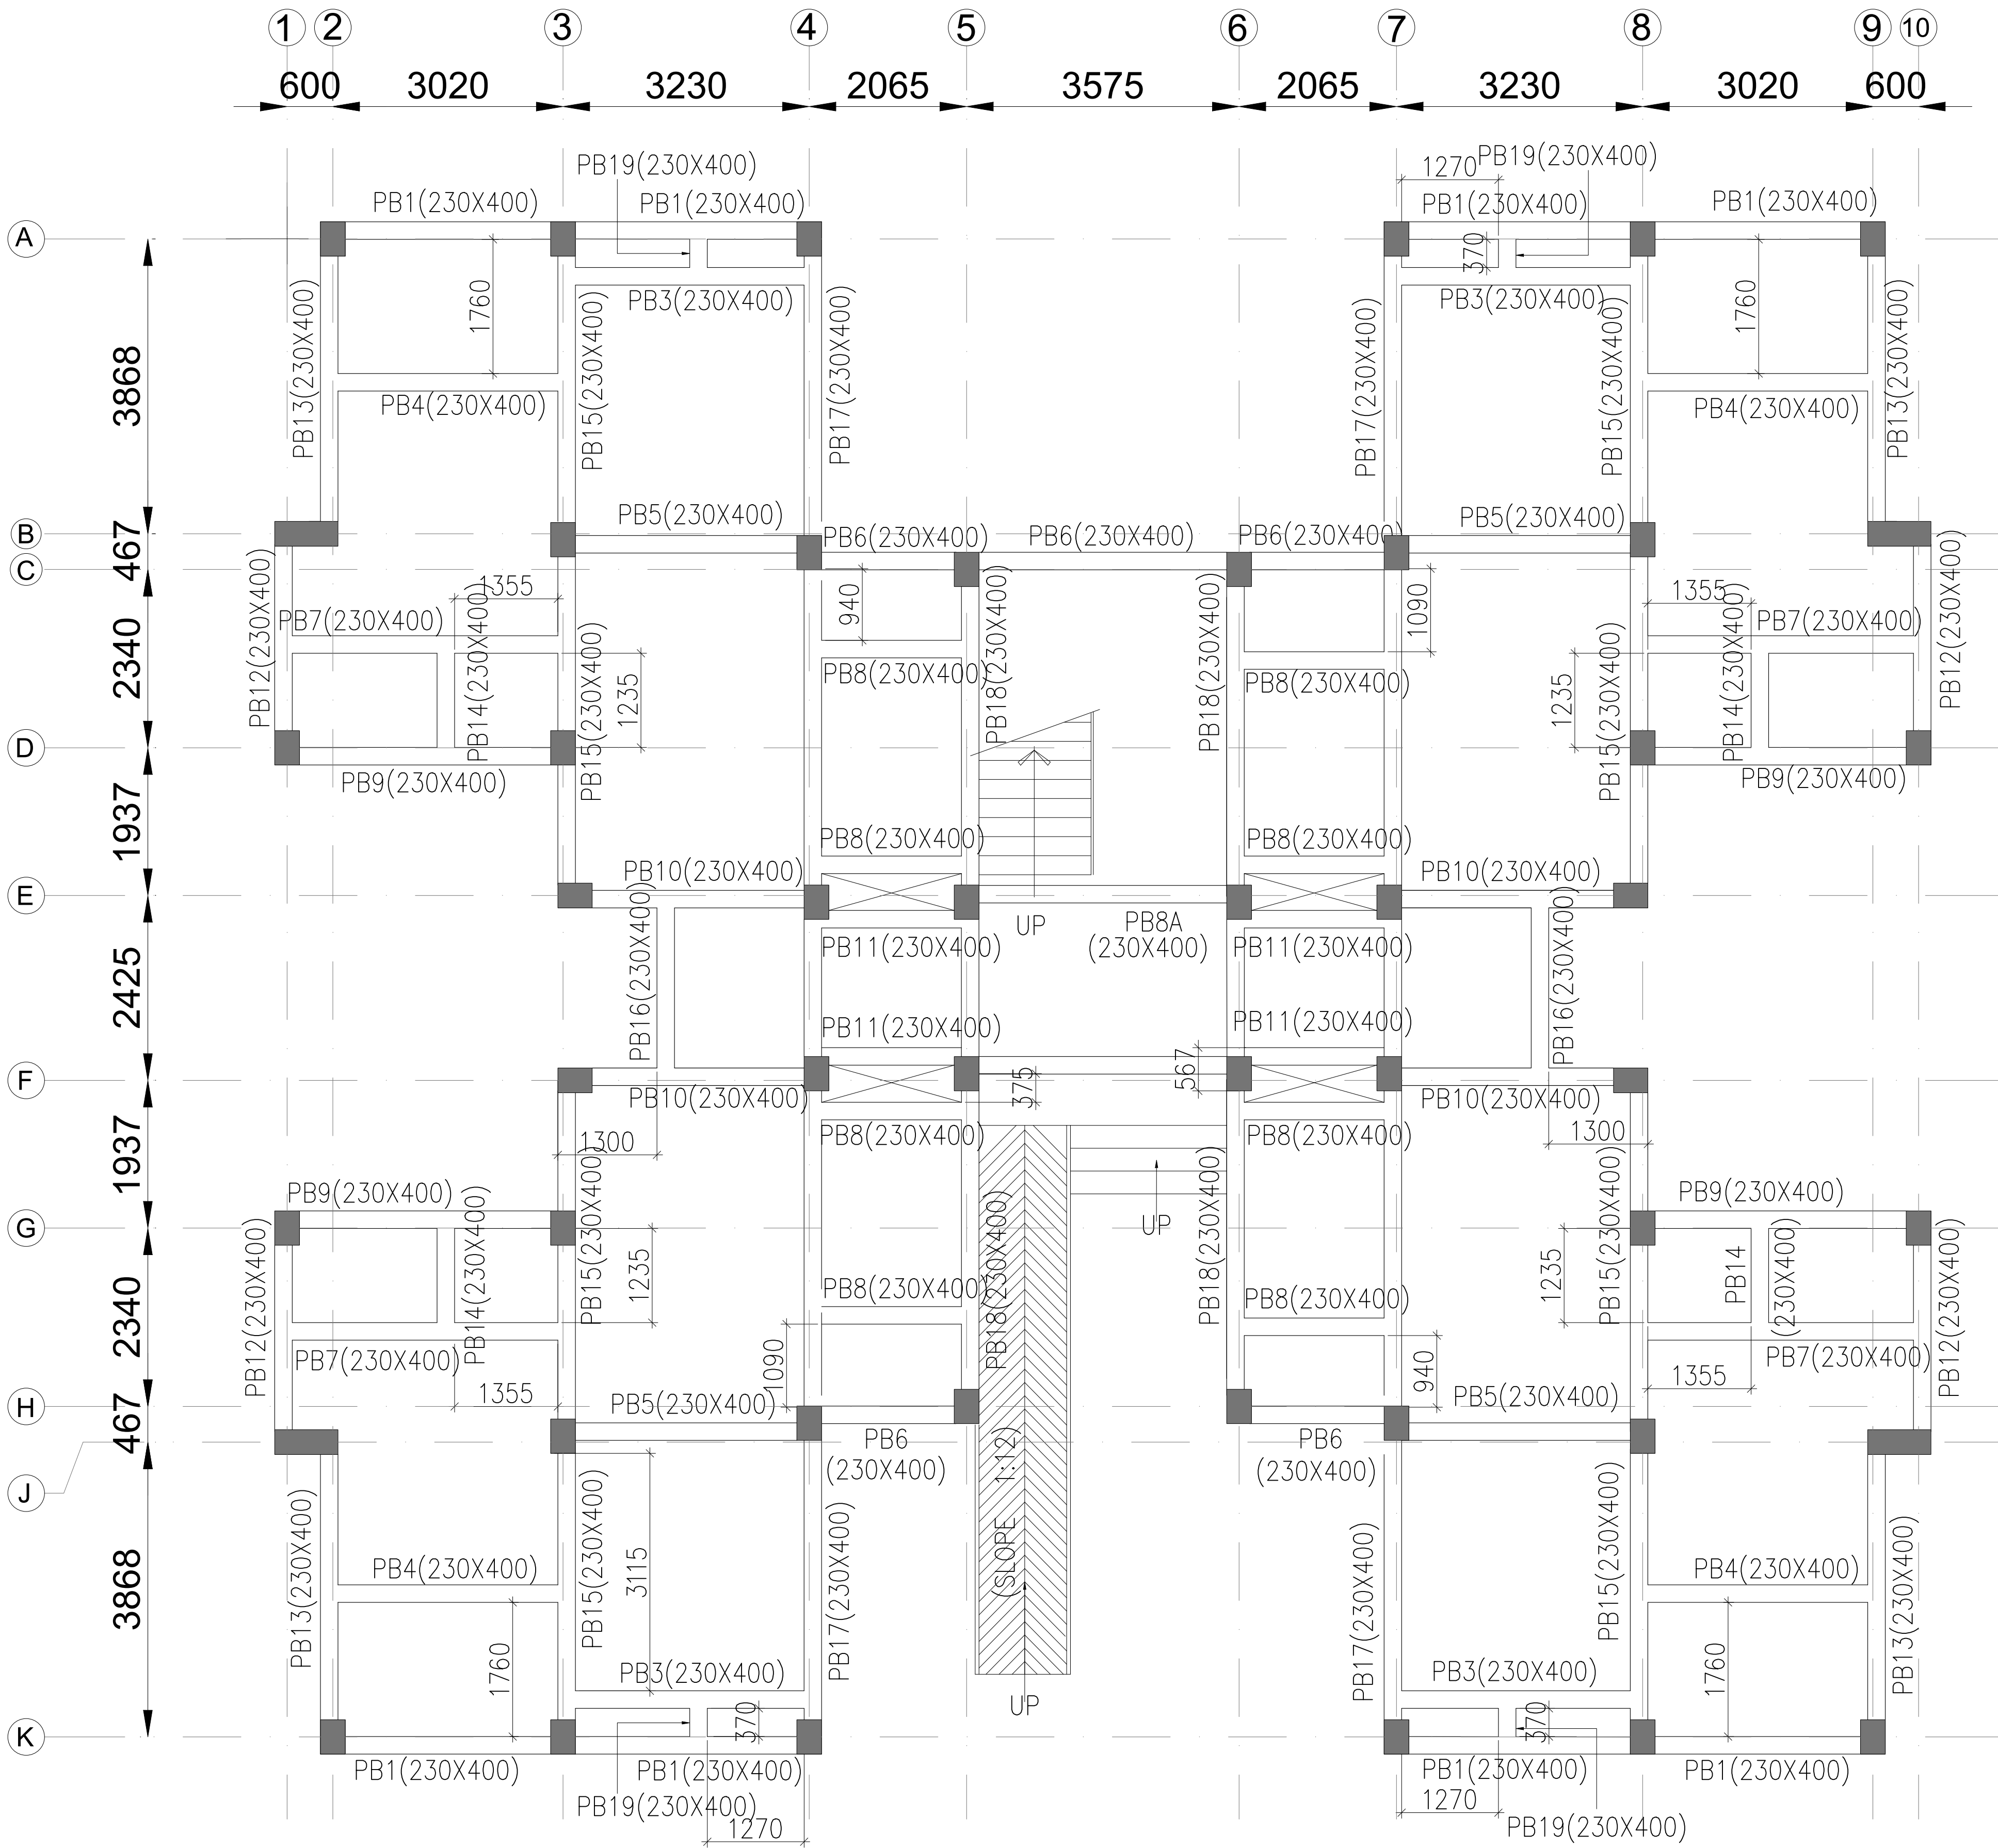 1 2 3 4 5 6 7 8 9 10
600 3020 3230 2065 3575 2065 3230 3020 600
PB19(230X400) 1270 PB19(230X400)
PB1(230X400) PB1(230X400) PB1(230X400) PB1(230X400)
A
370
1760 PB3(230X400) PB3(230X400) 1760
PB13(230X400) PB15(230X400) PB17(230X400) PB17(230X400) PB15(230X400) PB13(230X400)
3868
PB4(230X400) PB4(230X400)
PB5(230X400) PB5(230X400)
B
PB6(230X400) PB6(230X400) PB6(230X400)
467
C
1355 940 1090 1355
PB7(230X400) PB7(230X400)
PB12(230X400) PB14(230X400) PB15(230X400) PB18(230X400) PB18(230X400) PB15(230X400) PB14(230X400) PB12(230X400)
2340
PB8(230X400) PB8(230X400)
1235 1235
D
PB9(230X400) PB9(230X400)
1937
PB8(230X400) PB8(230X400)
PB10(230X400) PB10(230X400)
E
UP PB8A
(230X400)
PB11(230X400) PB11(230X400)
2425
PB16(230X400) PB16(230X400)
PB11(230X400) PB11(230X400)
567
F
375
PB10(230X400) PB10(230X400)
PB8(230X400) PB8(230X400)
1300 1300
1937
PB9(230X400) PB9(230X400)
G
UP
PB12(230X400) PB14(230X400) PB15(230X400) PB18(230X400) PB18(230X400) PB15(230X400) PB14 (230X400) PB12(230X400)
1235 1235
2340
PB8(230X400) PB8(230X400)
PB7(230X400) PB7(230X400)
1355 1090 940 1355
H
PB5(230X400) PB5(230X400)
467
PB6 PB6
(230X400) (230X400)
J
(SLOPE 1:12)
PB13(230X400) PB15(230X400) PB17(230X400) PB17(230X400) PB15(230X400) PB13(230X400)
3115
PB4(230X400) PB4(230X400)
3868
1760 PB3(230X400) PB3(230X400) 1760
370 UP 370
K
PB1(230X400) PB1(230X400) PB1(230X400) PB1(230X400)
PB19(230X400) 1270
1270 PB19(230X400)